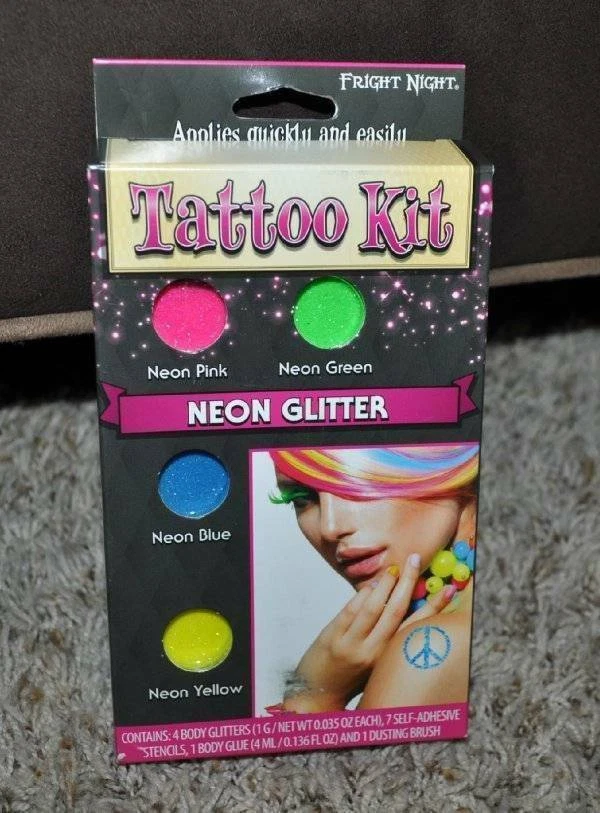 FRIGHT NIGHT®
Applies quickly and easily
Tattoo Kit
Neon Pink
Neon Green
NEON GLITTER
Neon Blue
Neon Yellow
CONTAINS: 4 BODY GLITTERS (1 G / NET WT 0.035 OZ EACH), 7 SELF-ADHESIVE
STENCILS, 1 BODY GLUE (4 ML / 0.136 FL OZ) AND 1 DUSTING BRUSH